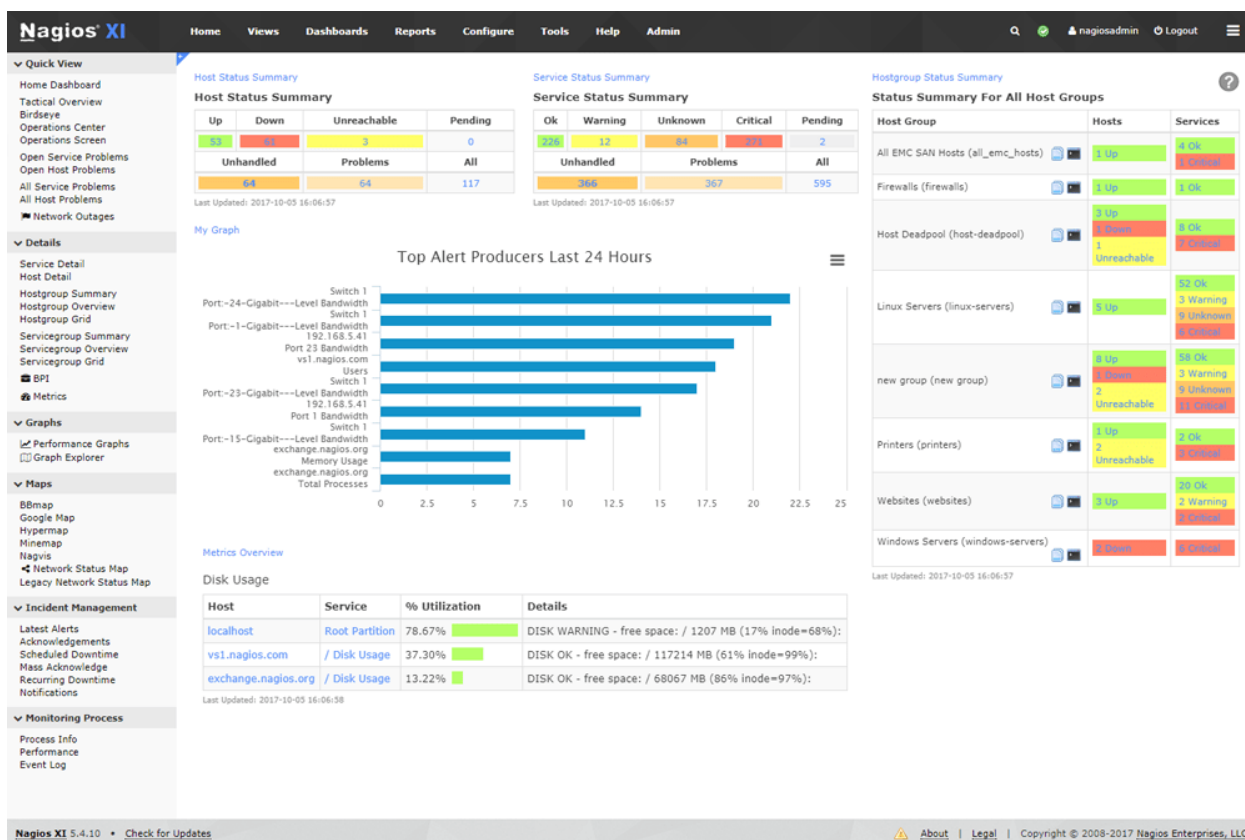 Nagios® XI
Home Views Dashboards Reports Configure Tools Help Admin
nagiosadmin Logout
Quick View
Home Dashboard
Tactical Overview
Birdseye
Operations Center
Operations Screen
Open Service Problems
Open Host Problems
All Service Problems
All Host Problems
Network Outages
Details
Service Detail
Host Detail
Hostgroup Summary
Hostgroup Overview
Hostgroup Grid
Servicegroup Summary
Servicegroup Overview
Servicegroup Grid
BPI
Metrics
Graphs
Performance Graphs
Graph Explorer
Maps
BBmap
Google Map
Hypermap
Minemap
Nagvis
Network Status Map
Legacy Network Status Map
Incident Management
Latest Alerts
Acknowledgements
Scheduled Downtime
Mass Acknowledge
Recurring Downtime
Notifications
Monitoring Process
Process Info
Performance
Event Log
Host Status Summary
Host Status Summary
Up Down Unreachable Pending
53 61 3 0
Unhandled Problems All
64 64 117
Last Updated: 2017-10-05 16:06:57
Service Status Summary
Service Status Summary
Ok Warning Unknown Critical Pending
226 12 84 271 2
Unhandled Problems All
366 367 595
Last Updated: 2017-10-05 16:06:57
My Graph
Top Alert Producers Last 24 Hours
Switch 1
Port:-24-Gigabit---Level Bandwidth
Switch 1
Port:-1-Gigabit---Level Bandwidth
192.168.5.41
Port 23 Bandwidth
vs1.nagios.com
Users
Switch 1
Port:-23-Gigabit---Level Bandwidth
192.168.5.41
Port 1 Bandwidth
Switch 1
Port:-15-Gigabit---Level Bandwidth
exchange.nagios.org
Memory Usage
exchange.nagios.org
Total Processes
0 2.5 5 7.5 10 12.5 15 17.5 20 22.5 25
Metrics Overview
Disk Usage
Host Service % Utilization Details
localhost Root Partition 78.67% DISK WARNING - free space: / 1207 MB (17% inode=68%):
vs1.nagios.com / Disk Usage 37.30% DISK OK - free space: / 117214 MB (61% inode=99%):
exchange.nagios.org / Disk Usage 13.22% DISK OK - free space: / 68067 MB (86% inode=97%):
Last Updated: 2017-10-05 16:06:58
Hostgroup Status Summary
?
Status Summary For All Host Groups
Host Group Hosts Services
All EMC SAN Hosts (all_emc_hosts) 1 Up 4 Ok
1 Critical
Firewalls (firewalls) 1 Up 1 Ok
3 Up
Host Deadpool (host-deadpool) 1 Down 8 Ok
1 7 Critical
Unreachable
52 Ok
Linux Servers (linux-servers) 5 Up 3 Warning
9 Unknown
6 Critical
8 Up 58 Ok
new group (new group) 1 Down 3 Warning
2 9 Unknown
Unreachable 11 Critical
1 Up
Printers (printers) 2 2 Ok
Unreachable 3 Critical
20 Ok
Websites (websites) 3 Up 2 Warning
2 Critical
Windows Servers (windows-servers) 2 Down 6 Critical
Last Updated: 2017-10-05 16:06:57
Nagios XI 5.4.10 • Check for Updates
About | Legal | Copyright © 2008-2017 Nagios Enterprises, LLC